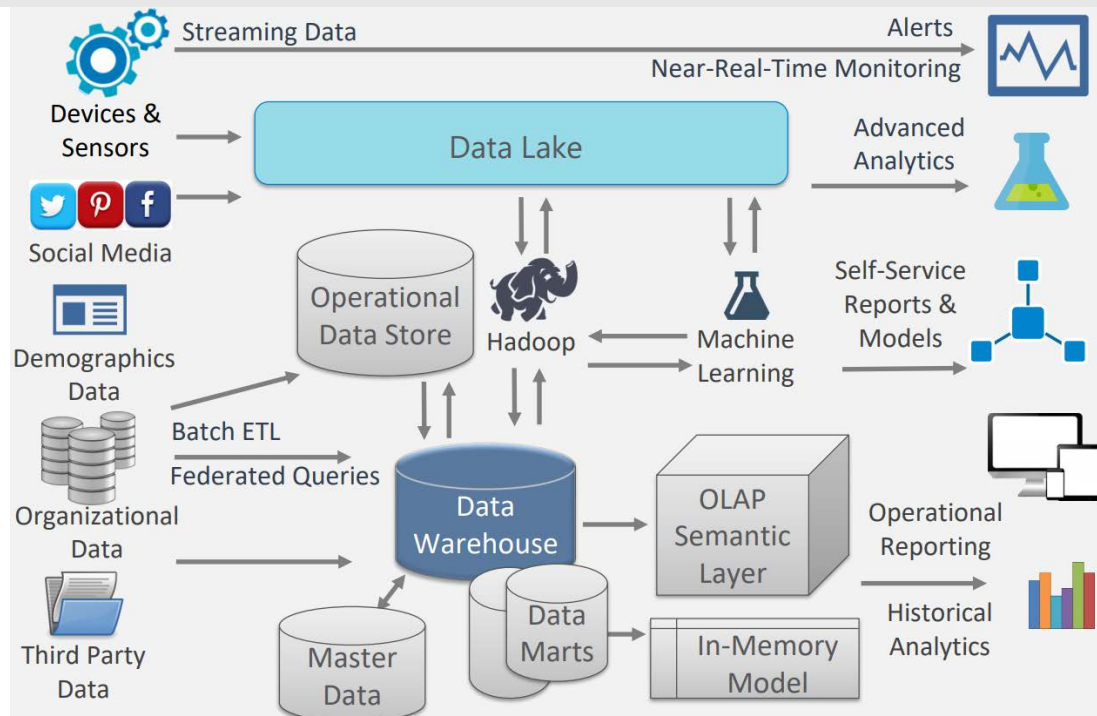 Streaming Data
Alerts
Near-Real-Time Monitoring
Devices &
Sensors
Data Lake
Advanced
Analytics
Social Media
Operational
Data Store
Hadoop
Machine
Learning
Self-Service
Reports &
Models
Demographics
Data
Batch ETL
Federated Queries
Organizational
Data
Data
Warehouse
OLAP
Semantic
Layer
Operational
Reporting
Historical
Analytics
Third Party
Data
Master
Data
Data
Marts
In-Memory
Model